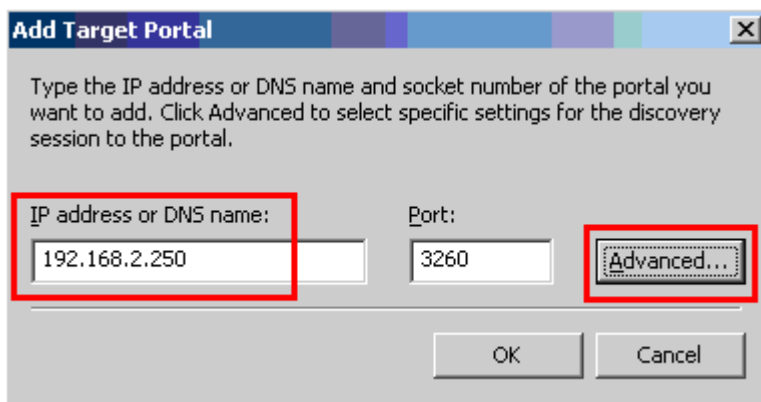 Add Target Portal
Type the IP address or DNS name and socket number of the portal you
want to add. Click Advanced to select specific settings for the discovery
session to the portal.
IP address or DNS name: Port:
192.168.2.250 3260 Advanced...
OK Cancel